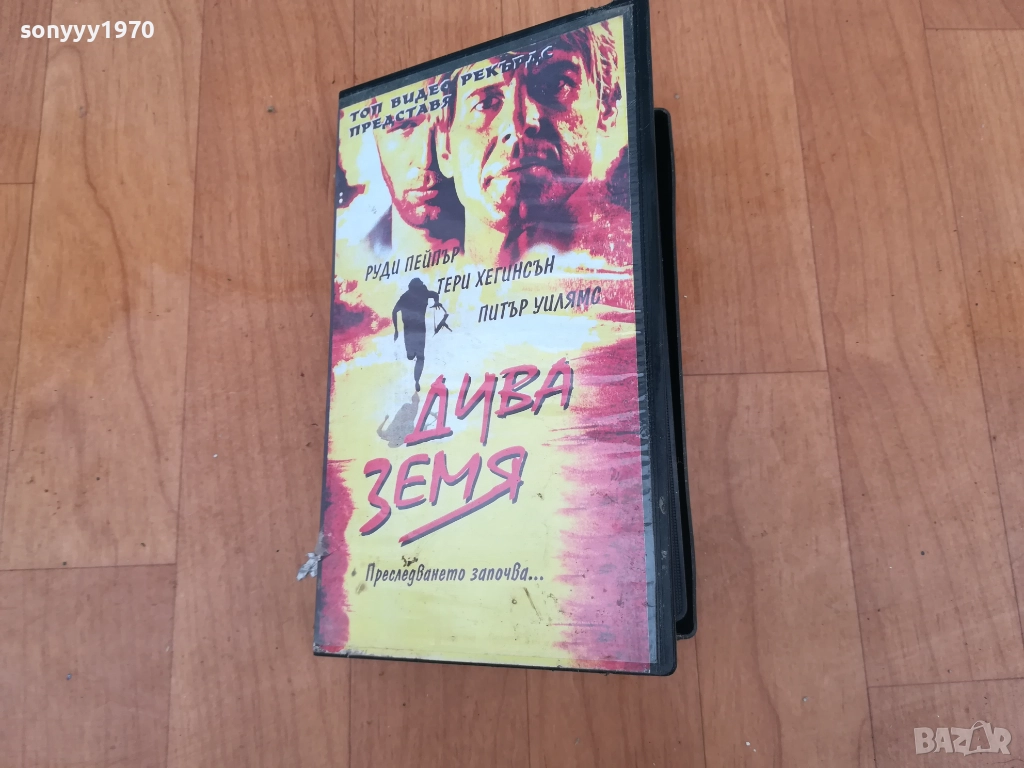 sonyyy1970
ТОП ВИДЕО РЕКЪРДС
ПРЕДСТАВЯ
РУДИ ПЕЙПЪР
ТЕРИ ХЕГИНСЪН
ПИТЪР УИЛЯМС
ДИВА
ЗЕМЯ
Преследването започва...
BAZAR